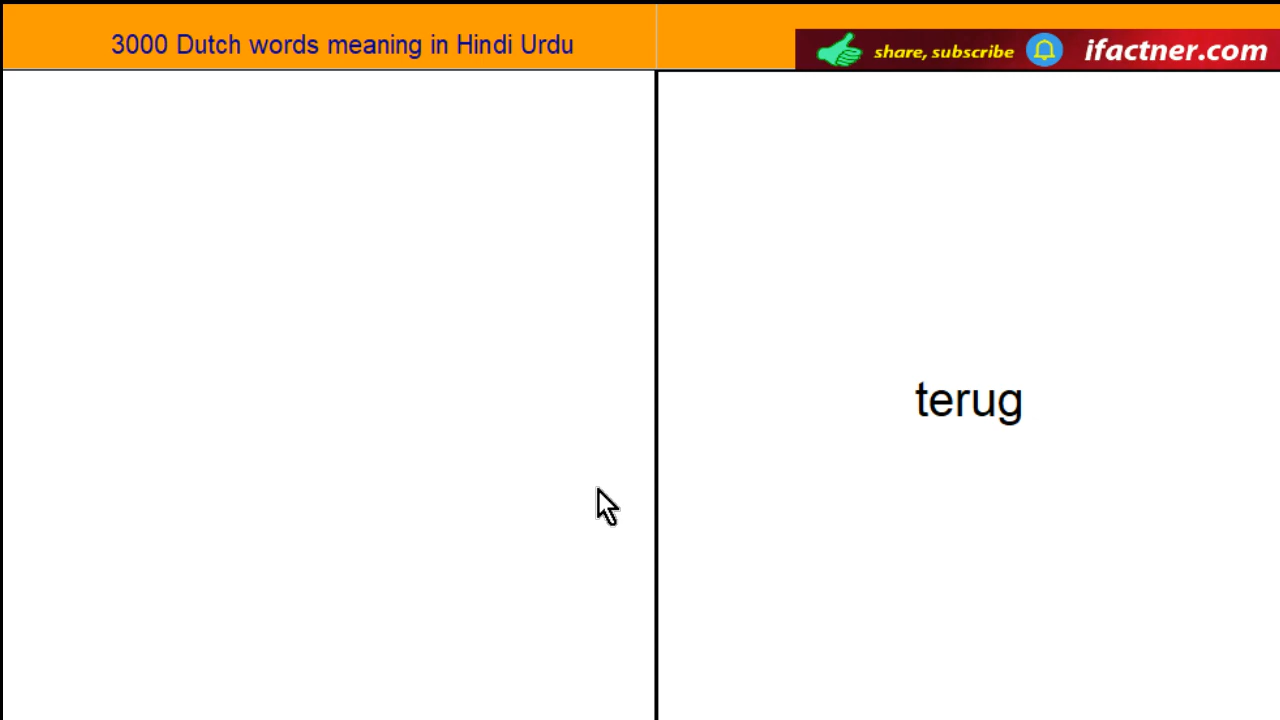 3000 Dutch words meaning in Hindi Urdu
share, subscribe
ifactner.com
terug